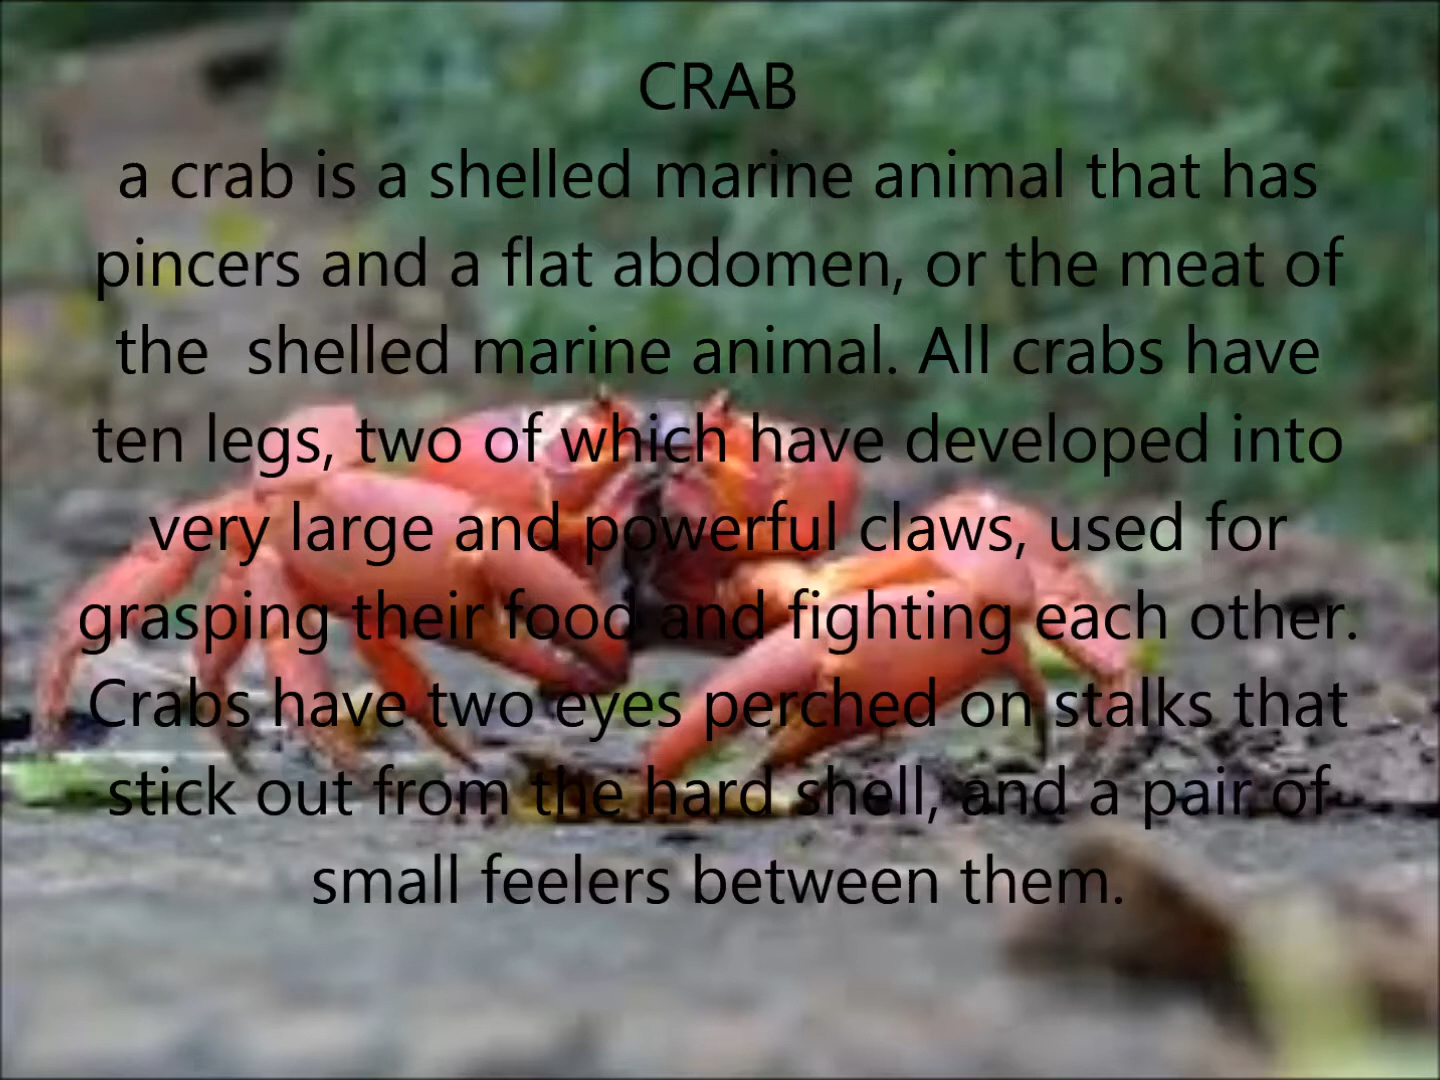 CRAB
a crab is a shelled marine animal that has
pincers and a flat abdomen, or the meat of
the  shelled marine animal. All crabs have
ten legs, two of which have developed into
very large and powerful claws, used for
grasping their food and fighting each other.
Crabs have two eyes perched on stalks that
stick out from the hard shell, and a pair of
small feelers between them.